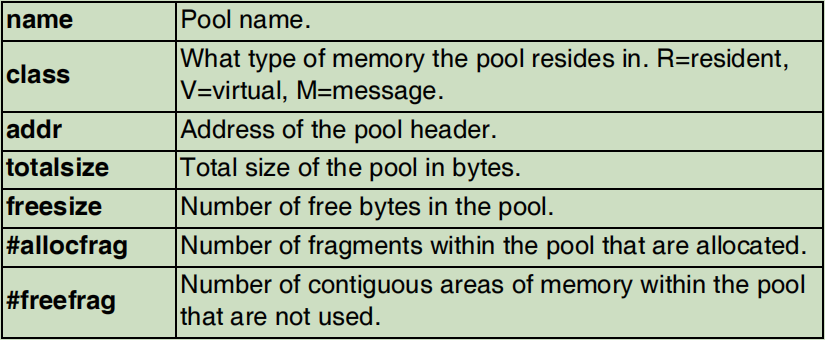 name Pool name.
class What type of memory the pool resides in. R=resident,
V=virtual, M=message.
addr Address of the pool header.
totalsize Total size of the pool in bytes.
freesize Number of free bytes in the pool.
#allocfrag Number of fragments within the pool that are allocated.
#freefrag Number of contiguous areas of memory within the pool
that are not used.